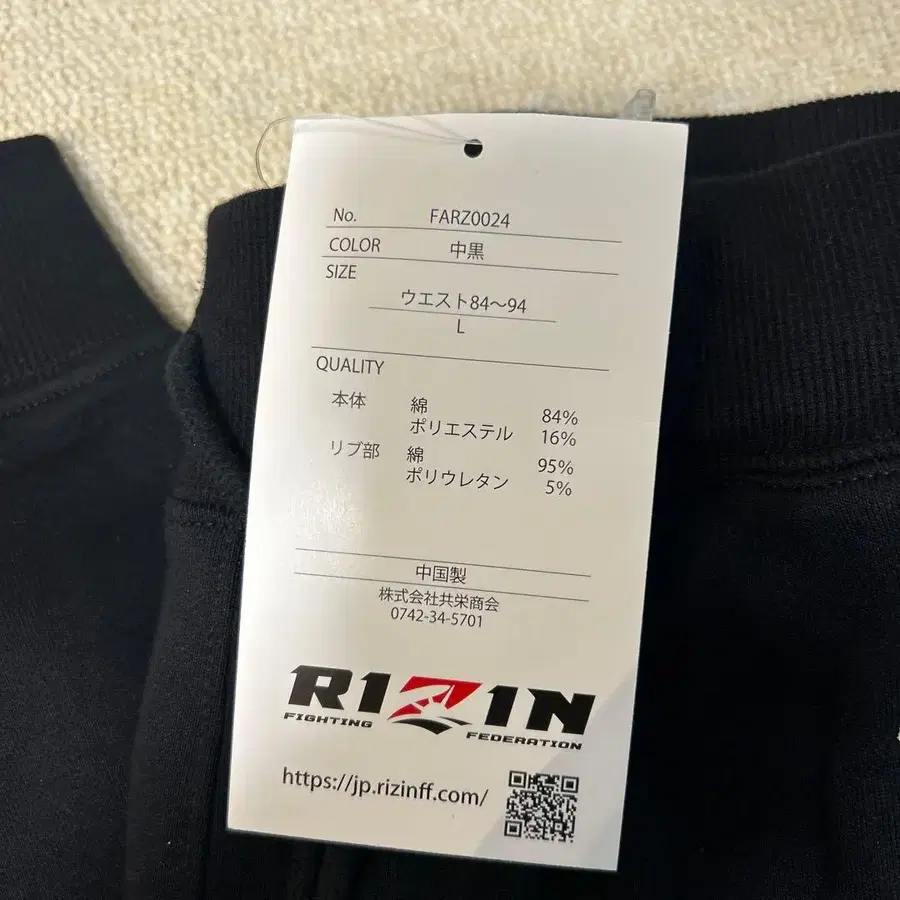 No. FARZ0024
COLOR 中黒
SIZE
ウエスト84〜94
L
QUALITY
本体 綿 84%
ポリエステル 16%
リブ部 綿 95%
ポリウレタン 5%
中国製
株式会社共栄商会
0742-34-5701
RIZIN
FIGHTING
FEDERATION
https://jp.rizinff.com/